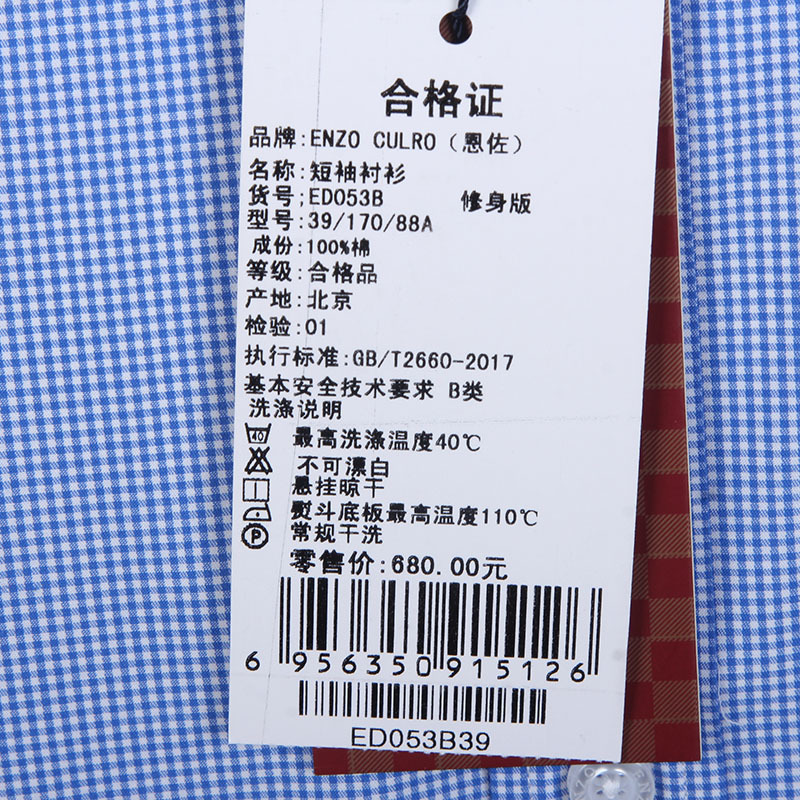 合格证
品牌:ENZO CULRO(恩佐)
名称:短袖衬衫
货号;ED053B 修身版
型号:39/170/88A
成份:100%棉
等级:合格品
产地:北京
检验:01
执行标准:GB/T2660-2017
基本安全技术要求 B类
洗涤说明
40 最高洗涤温度40℃
不可漂白
悬挂晾干
熨斗底板最高温度110℃
P 常规干洗
零售价:680.00元
6 956350 915126
ED053B39